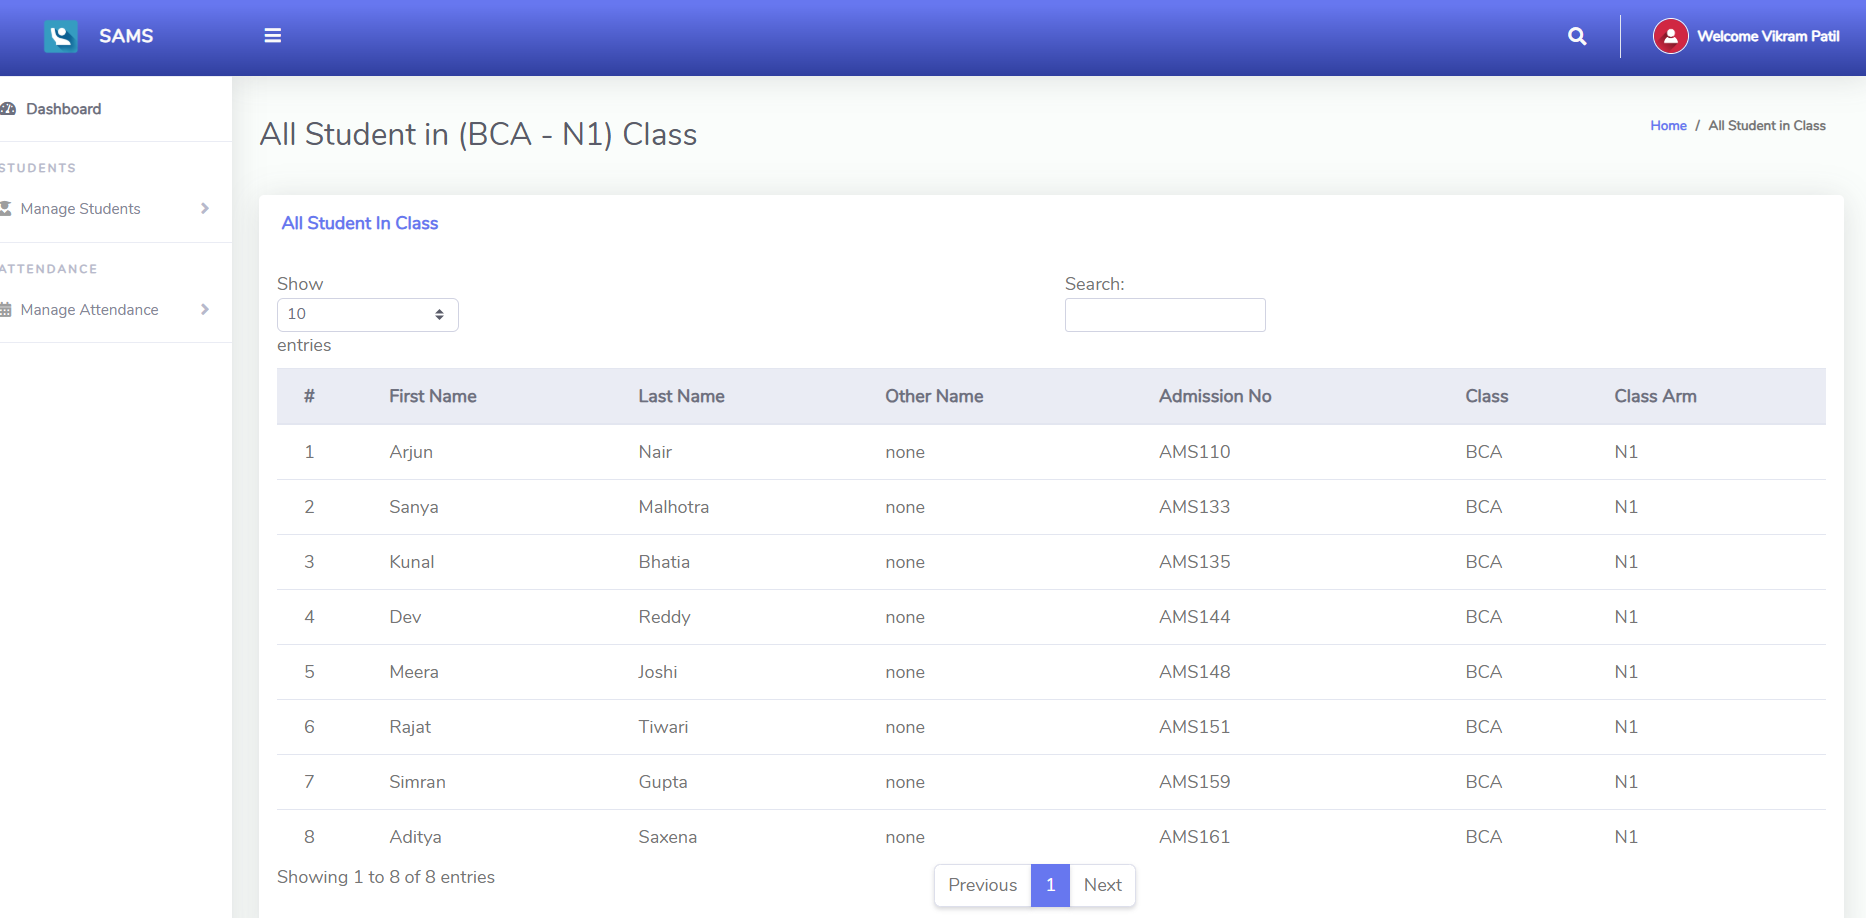 SAMS
Welcome Vikram Patil
Dashboard
STUDENTS
Manage Students
ATTENDANCE
Manage Attendance
All Student in (BCA - N1) Class
Home / All Student in Class
All Student In Class
Show
10
entries
Search:
# First Name Last Name Other Name Admission No Class Class Arm
1 Arjun Nair none AMS110 BCA N1
2 Sanya Malhotra none AMS133 BCA N1
3 Kunal Bhatia none AMS135 BCA N1
4 Dev Reddy none AMS144 BCA N1
5 Meera Joshi none AMS148 BCA N1
6 Rajat Tiwari none AMS151 BCA N1
7 Simran Gupta none AMS159 BCA N1
8 Aditya Saxena none AMS161 BCA N1
Showing 1 to 8 of 8 entries
Previous 1 Next